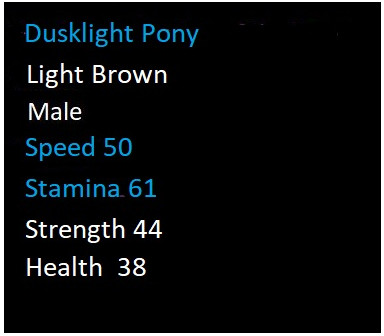 Dusklight Pony
Light Brown
Male
Speed 50
Stamina 61
Strength 44
Health 38